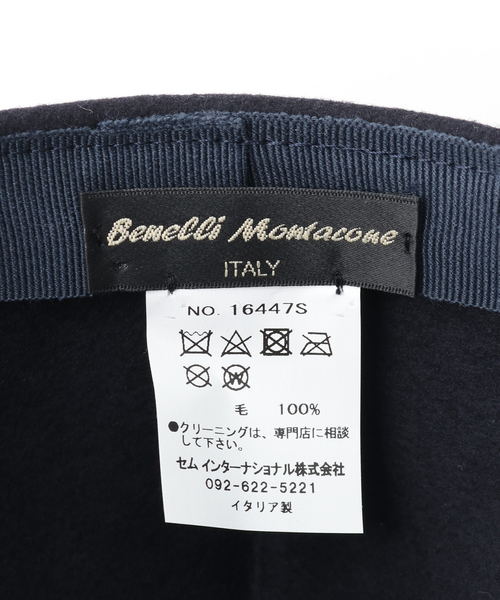 Benelli Montacone
ITALY
NO. 16447S
毛 100%
●クリーニングは、専門店に相談
して下さい。
セム インターナショナル株式会社
092-622-5221
イタリア製